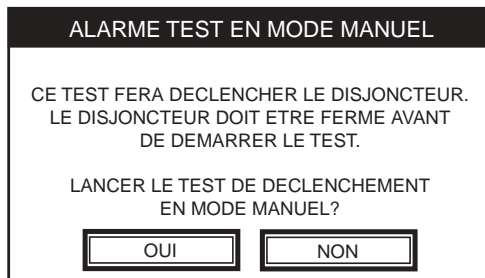 ALARME TEST EN MODE MANUEL
CE TEST FERA DECLENCHER LE DISJONCTEUR.
LE DISJONCTEUR DOIT ETRE FERME AVANT
DE DEMARRER LE TEST.
LANCER LE TEST DE DECLENCHEMENT
EN MODE MANUEL?
OUI
NON